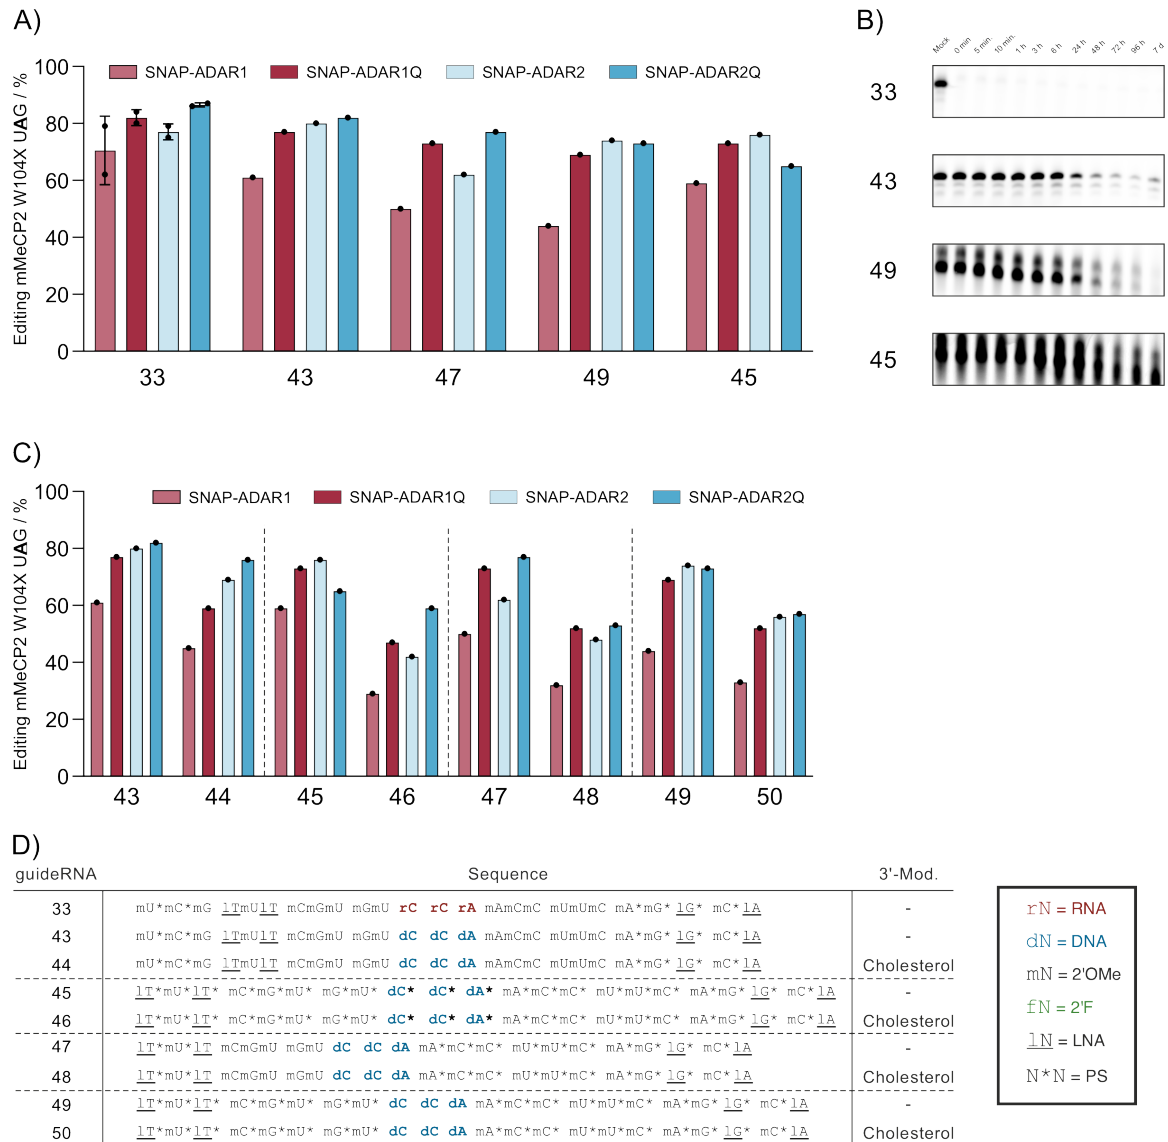 A)
Editing mMeCP2 W104X UAG / %
100
80
60
40
20
0
SNAP-ADAR1 SNAP-ADAR1Q SNAP-ADAR2 SNAP-ADAR2Q
33 43 47 49 45
B)
Mock 0 min 5 min. 10 min. 1 h 3 h 6 h 24 h 48 h 72 h 96 h 7 d
33
43
49
45
C)
Editing mMeCP2 W104X UAG / %
100
80
60
40
20
0
SNAP-ADAR1 SNAP-ADAR1Q SNAP-ADAR2 SNAP-ADAR2Q
43 44 45 46 47 48 49 50
D)
guideRNA Sequence 3'-Mod.
33 mU*mC*mG lTmUlT mCmGmU mGmU rC rC rA mAmCmC mUmUmC mA*mG* lG* mC*lA -
43 mU*mC*mG lTmUlT mCmGmU mGmU dC dC dA mAmCmC mUmUmC mA*mG* lG* mC*lA -
44 mU*mC*mG lTmUlT mCmGmU mGmU dC dC dA mAmCmC mUmUmC mA*mG* lG* mC*lA Cholesterol
45 lT*mU*lT* mC*mG*mU* mG*mU* dC* dC* dA* mA*mC*mC* mU*mU*mC* mA*mG* *lG* mC*lA -
46 lT*mU*lT* mC*mG*mU* mG*mU* dC* dC* dA* mA*mC*mC* mU*mU*mC* mA*mG* *lG* mC*lA Cholesterol
47 lT*mU*lT mCmGmU mGmU dC dC dA mA*mC*mC* mU*mU*mC* mA*mG* lG* mC*lA -
48 lT*mU*lT mCmGmU mGmU dC dC dA mA*mC*mC* mU*mU*mC* mA*mG* lG* mC*lA Cholesterol
49 lT*mU*lT* mC*mG*mU* mG*mU* dC dC dA mA*mC*mC* mU*mU*mC* mA*mG* lG* mC*lA -
50 lT*mU*lT* mC*mG*mU* mG*mU* dC dC dA mA*mC*mC* mU*mU*mC* mA*mG* lG* mC*lA Cholesterol
rN = RNA
dN = DNA
mN = 2'OMe
fN = 2'F
lN = LNA
N*N = PS